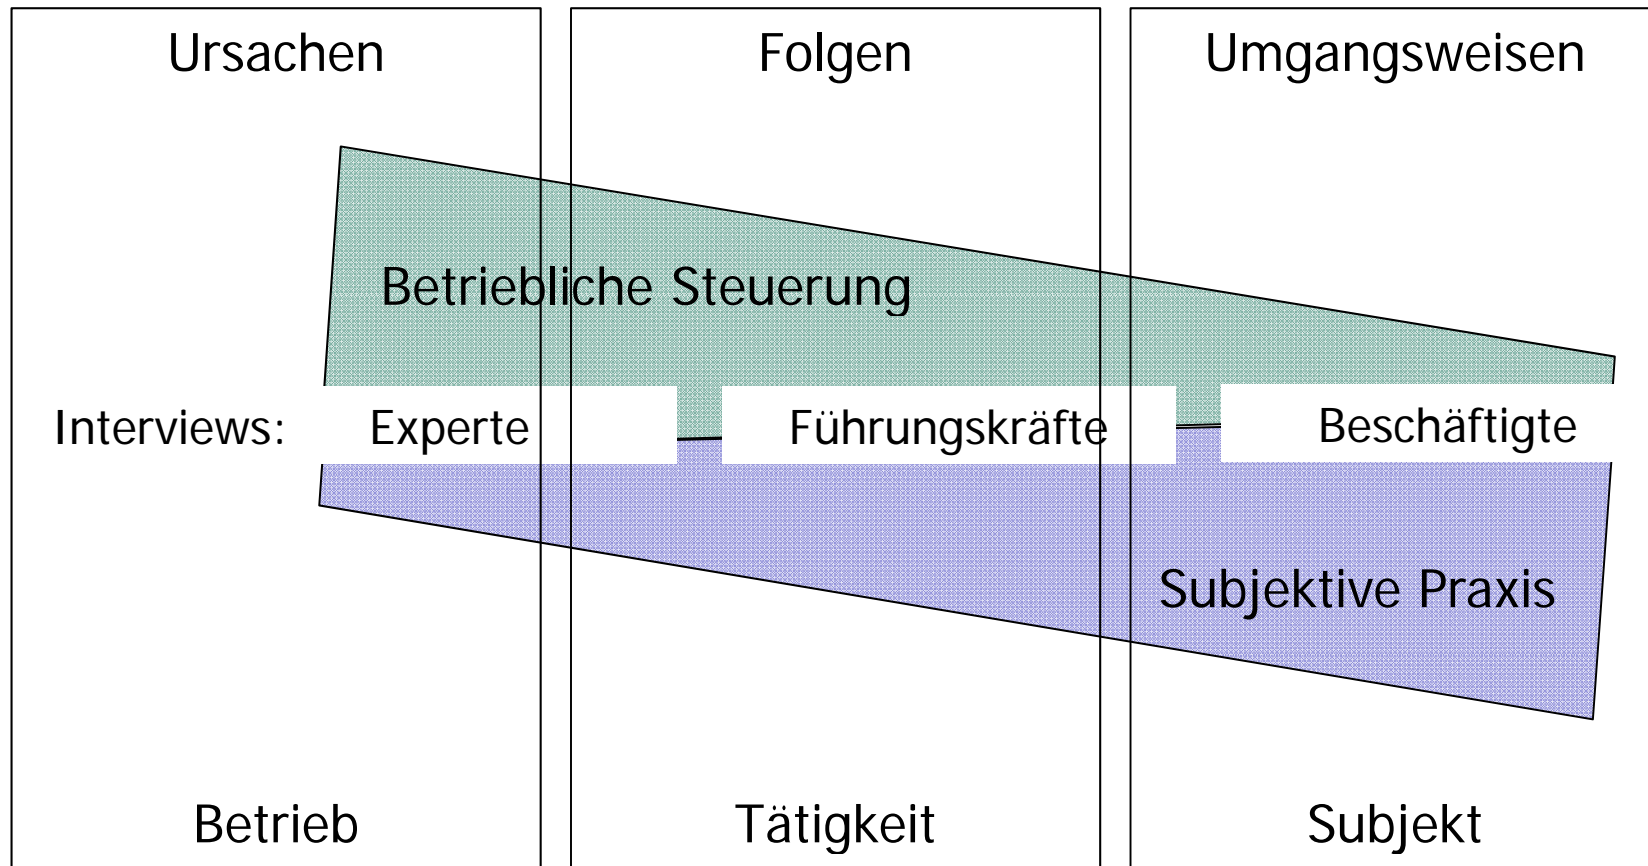 Ursachen
Folgen
Umgangsweisen
Betriebliche Steuerung
Interviews:
Experte
Führungskräfte
Beschäftigte
Subjektive Praxis
Betrieb
Tätigkeit
Subjekt